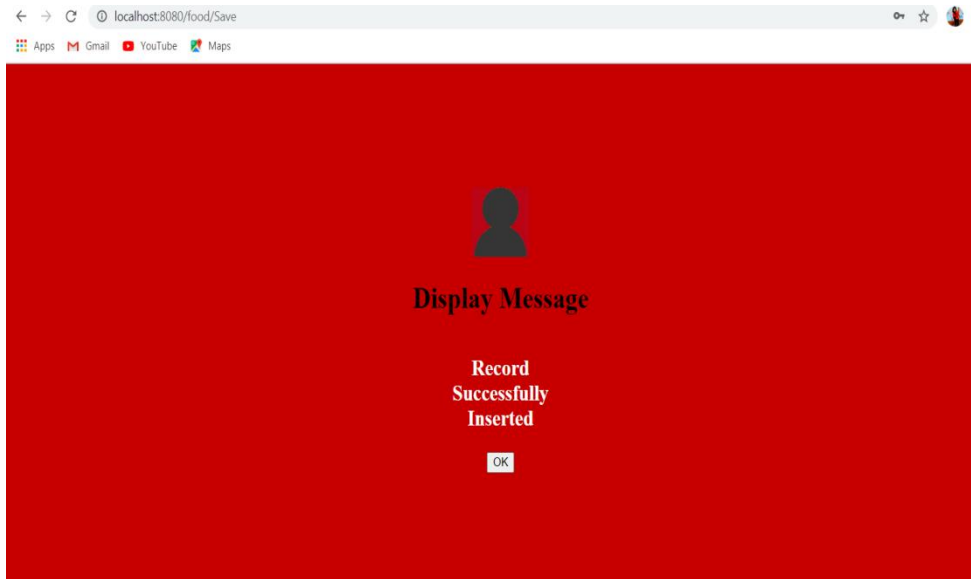 localhost:8080/food/Save
Apps Gmail YouTube Maps
Display Message
Record
Successfully
Inserted
OK